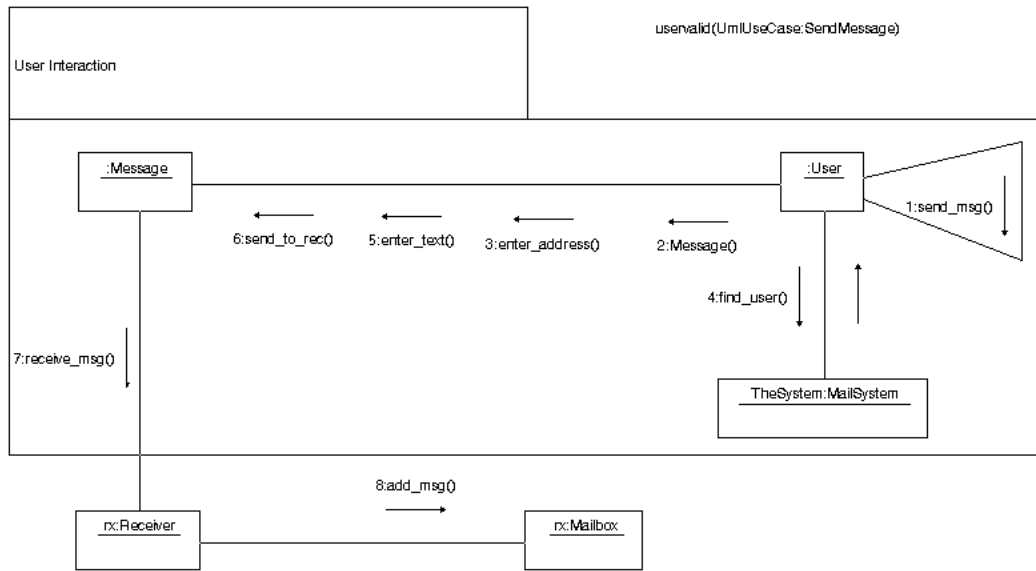 uservalid(UmlUseCase:SendMessage)
User Interaction
:Message
:User
1:send_msg()
6:send_to_rec()
5:enter_text()
3:enter_address()
2:Message()
4:find_user()
7:receive_msg()
TheSystem:MailSystem
8:add_msg()
rx:Receiver
rx:Mailbox